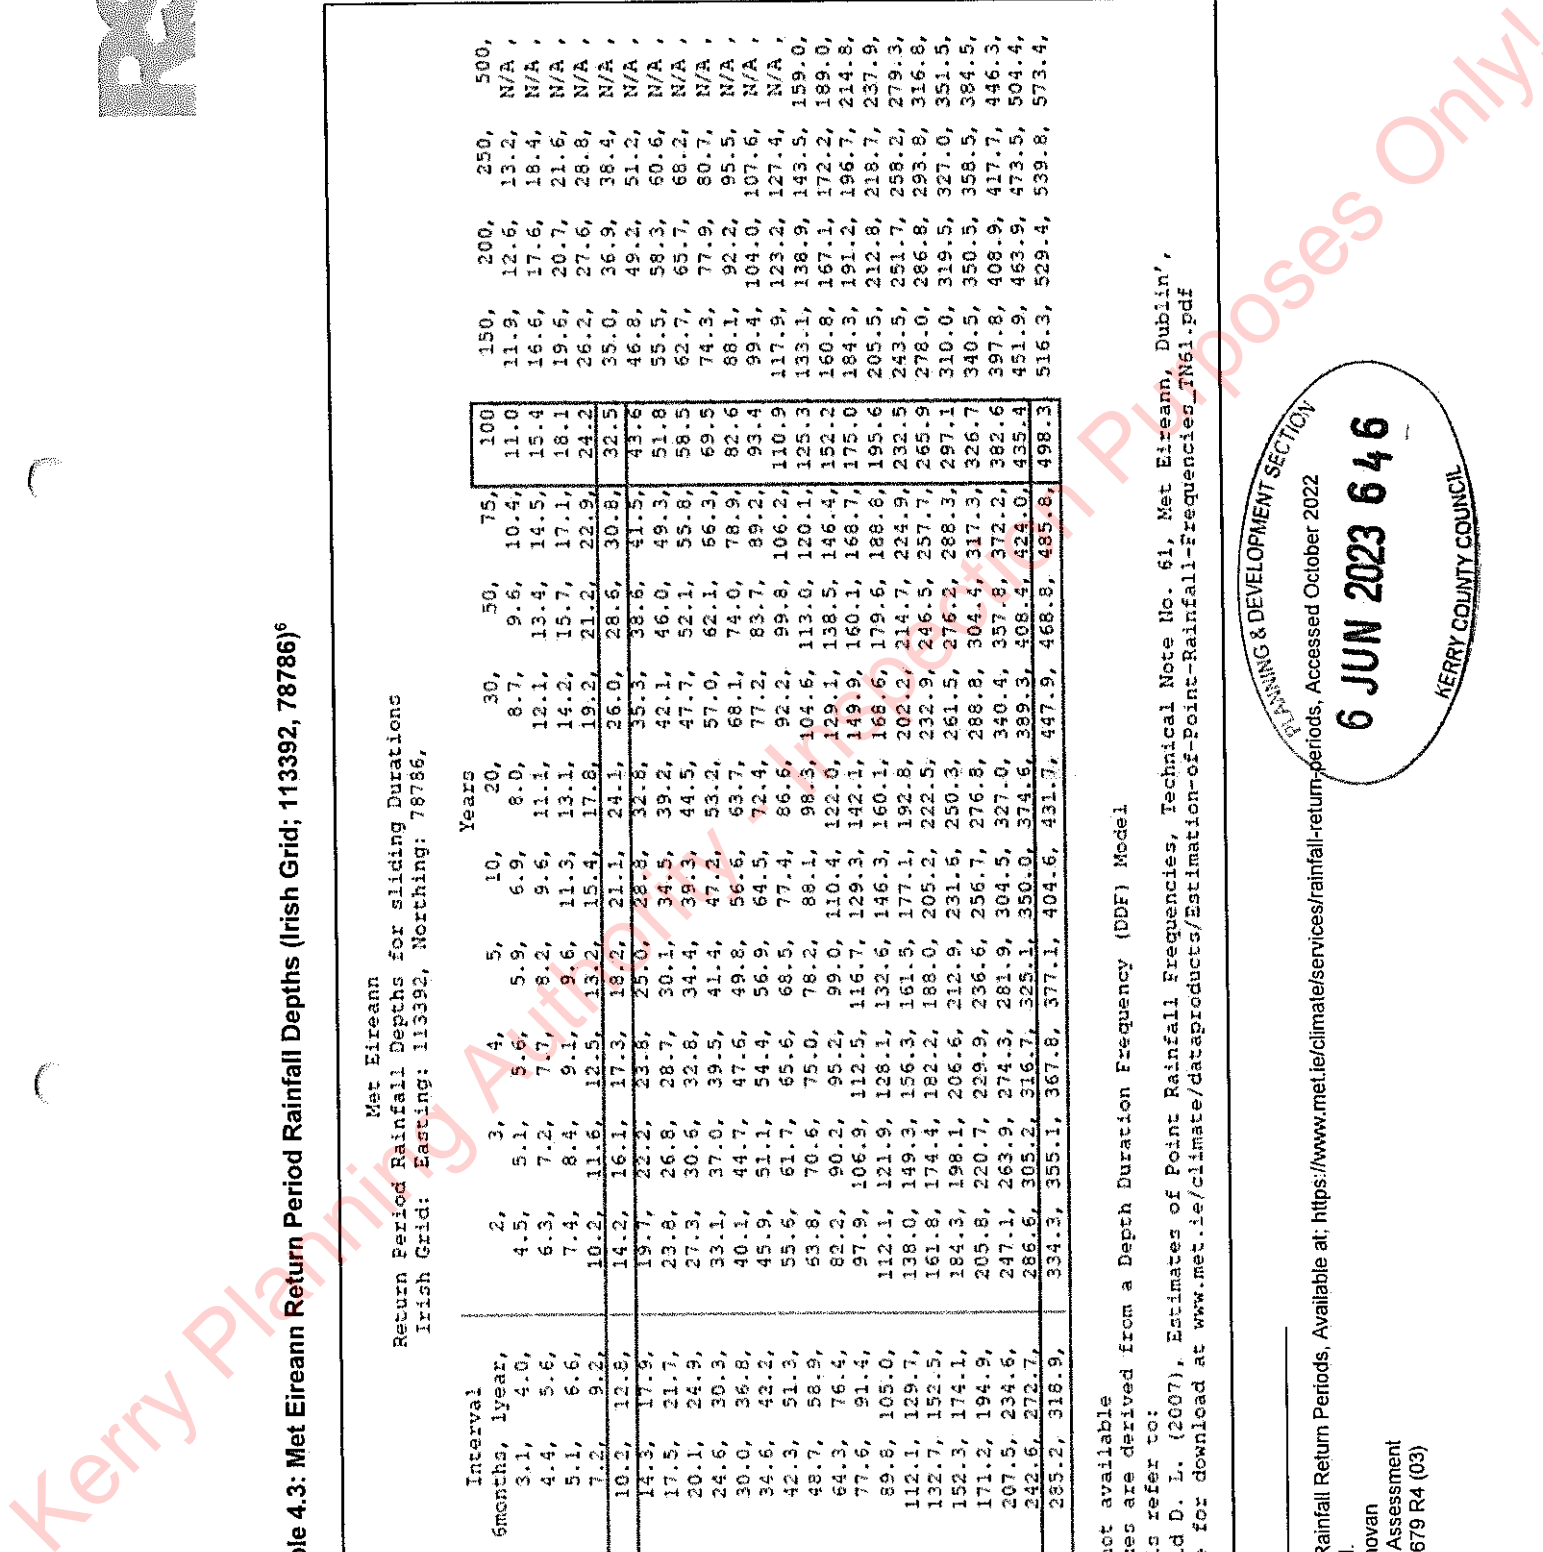 ble 4.3: Met Eireann Return Period Rainfall Depths (Irish Grid; 113392, 78786)6
Met Eireann
Return Period Rainfall Depths for sliding Durations
Irish Grid: Easting: 113392, Northing: 78786,
Interval Years
6months, 1year, 2, 3, 4, 5, 10, 20, 30, 50, 75, 100 150, 200, 250, 500,
3.1, 4.0, 4.5, 5.1, 5.6, 5.9, 6.9, 8.0, 8.7, 9.6, 10.4, 11.0 11.9, 12.6, 13.2, N/A ,
4.4, 5.6, 6.3, 7.2, 7.7, 8.2, 9.6, 11.1, 12.1, 13.4, 14.5, 15.4 16.6, 17.6, 18.4, N/A ,
5.1, 6.6, 7.4, 8.4, 9.1, 9.6, 11.3, 13.1, 14.2, 15.7, 17.1, 18.1 19.6, 20.7, 21.6, N/A ,
7.2, 9.2, 10.2, 11.6, 12.5, 13.2, 15.4, 17.8, 19.2, 21.2, 22.9, 24.2 26.2, 27.6, 28.8, N/A ,
10.2, 12.8, 14.2, 16.1, 17.3, 18.2, 21.1, 24.1, 26.0, 28.6, 30.8, 32.5 35.0, 36.9, 38.4, N/A ,
14.3, 17.9, 19.7, 22.2, 23.8, 25.0, 28.8, 32.8, 35.3, 38.6, 41.5, 43.6 46.8, 49.2, 51.2, N/A ,
17.5, 21.7, 23.8, 26.8, 28.7, 30.1, 34.5, 39.2, 42.1, 46.0, 49.3, 51.8 55.5, 58.3, 60.6, N/A ,
20.1, 24.9, 27.3, 30.6, 32.8, 34.4, 39.3, 44.5, 47.7, 52.1, 55.8, 58.5 62.7, 65.7, 68.2, N/A ,
24.6, 30.3, 33.1, 37.0, 39.5, 41.4, 47.2, 53.2, 57.0, 62.1, 66.3, 69.5 74.3, 77.9, 80.7, N/A ,
30.0, 36.8, 40.1, 44.7, 47.6, 49.8, 56.6, 63.7, 68.1, 74.0, 78.9, 82.6 88.1, 92.2, 95.5, N/A ,
34.6, 42.2, 45.9, 51.1, 54.4, 56.9, 64.5, 72.4, 77.2, 83.7, 89.2, 93.4 99.4, 104.0, 107.6, N/A ,
42.3, 51.3, 55.6, 61.7, 65.6, 68.5, 77.4, 86.6, 92.2, 99.8, 106.2, 110.9 117.9, 123.2, 127.4, N/A ,
48.7, 58.9, 63.8, 70.6, 75.0, 78.2, 88.1, 98.3, 104.6, 113.0, 120.1, 125.3 133.1, 138.9, 143.5, 159.0,
64.3, 76.4, 82.2, 90.2, 95.2, 99.0, 110.4, 122.0, 129.1, 138.5, 146.4, 152.2 160.8, 167.1, 172.2, 189.0,
77.6, 91.4, 97.9, 106.9, 112.5, 116.7, 129.3, 142.1, 149.9, 160.1, 168.7, 175.0 184.3, 191.2, 196.7, 214.8,
89.8, 105.0, 112.1, 121.9, 128.1, 132.6, 146.3, 160.1, 168.6, 179.6, 188.8, 195.6 205.5, 212.8, 218.7, 237.9,
112.1, 129.7, 138.0, 149.3, 156.3, 161.5, 177.1, 192.8, 202.2, 214.7, 224.9, 232.5 243.5, 251.7, 258.2, 279.3,
132.7, 152.5, 161.8, 174.4, 182.2, 188.0, 205.2, 222.5, 232.9, 246.5, 257.7, 265.9 278.0, 286.8, 293.8, 316.8,
152.3, 174.1, 184.3, 198.1, 206.6, 212.9, 231.6, 250.3, 261.5, 276.2, 288.3, 297.1 310.0, 319.5, 327.0, 351.5,
171.2, 194.9, 205.8, 220.7, 229.9, 236.6, 256.7, 276.8, 288.8, 304.4, 317.3, 326.7 340.5, 350.5, 358.5, 384.5,
207.5, 234.6, 247.1, 263.9, 274.3, 281.9, 304.5, 327.0, 340.4, 357.8, 372.2, 382.6 397.8, 408.9, 417.7, 446.3,
242.6, 272.7, 286.6, 305.2, 316.7, 325.1, 350.0, 374.6, 389.3, 408.4, 424.0, 435.4 451.9, 463.9, 473.5, 504.4,
285.2, 318.9, 334.3, 355.1, 367.8, 377.1, 404.6, 431.7, 447.9, 468.8, 485.8, 498.3 516.3, 529.4, 539.8, 573.4,
not available
es are derived from a Depth Duration Frequency (DDF) Model
s refer to:
d D. L. (2007), Estimates of Point Rainfall Frequencies, Technical Note No. 61, Met Eireann, Dublin',
e for download at www.met.ie/climate/dataproducts/Estimation-of-Point-Rainfall-Frequencies_TN61.pdf
Rainfall Return Periods, Available at; https://www.met.ie/climate/services/rainfall-return-periods, Accessed October 2022
PLANNING & DEVELOPMENT SECTION
6 JUN 2023 646
KERRY COUNTY COUNCIL
novan
Assessment
679 R4 (03)
Kerry Planning Authority - Inspection Purposes Only!